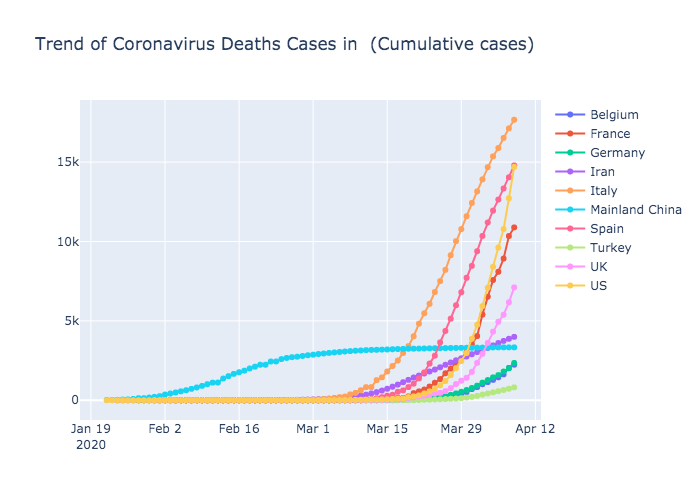 Trend of Coronavirus Deaths Cases in  (Cumulative cases)
15k
10k
5k
0
Jan 19
2020
Feb 2
Feb 16
Mar 1
Mar 15
Mar 29
Apr 12
Belgium
France
Germany
Iran
Italy
Mainland China
Spain
Turkey
UK
US